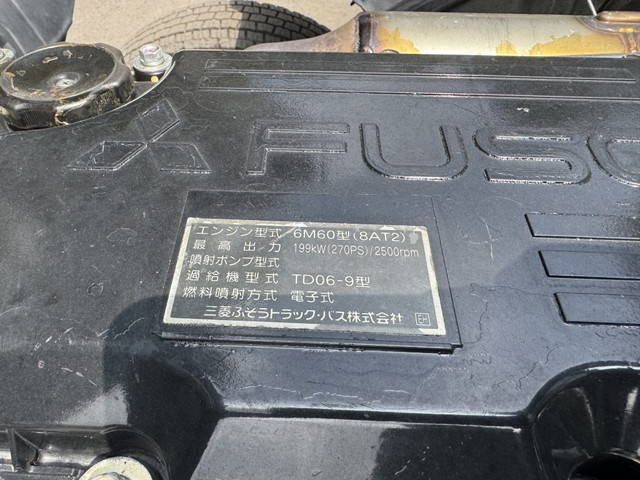 FUSO
エンジン型式 6M60型(8AT2)
最高出力 199kW(270PS)/2500rpm
噴射ポンプ型式
過給機型式 TD06-9型
燃料噴射方式 電子式
三菱ふそうトラック・バス株式会社 EH